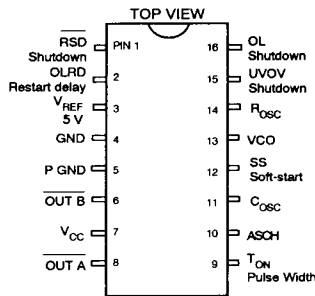 TOP VIEW
RSD
Shutdown
PIN 1
16
OL
Shutdown
OLRD
Restart delay
2
15
UVOV
Shutdown
VREF
5 V
3
14
ROSC
GND
4
13
VCO
P GND
5
12
SS
Soft-start
OUT B
6
11
COSC
VCC
7
10
ASCH
OUT A
8
9
TON
Pulse Width